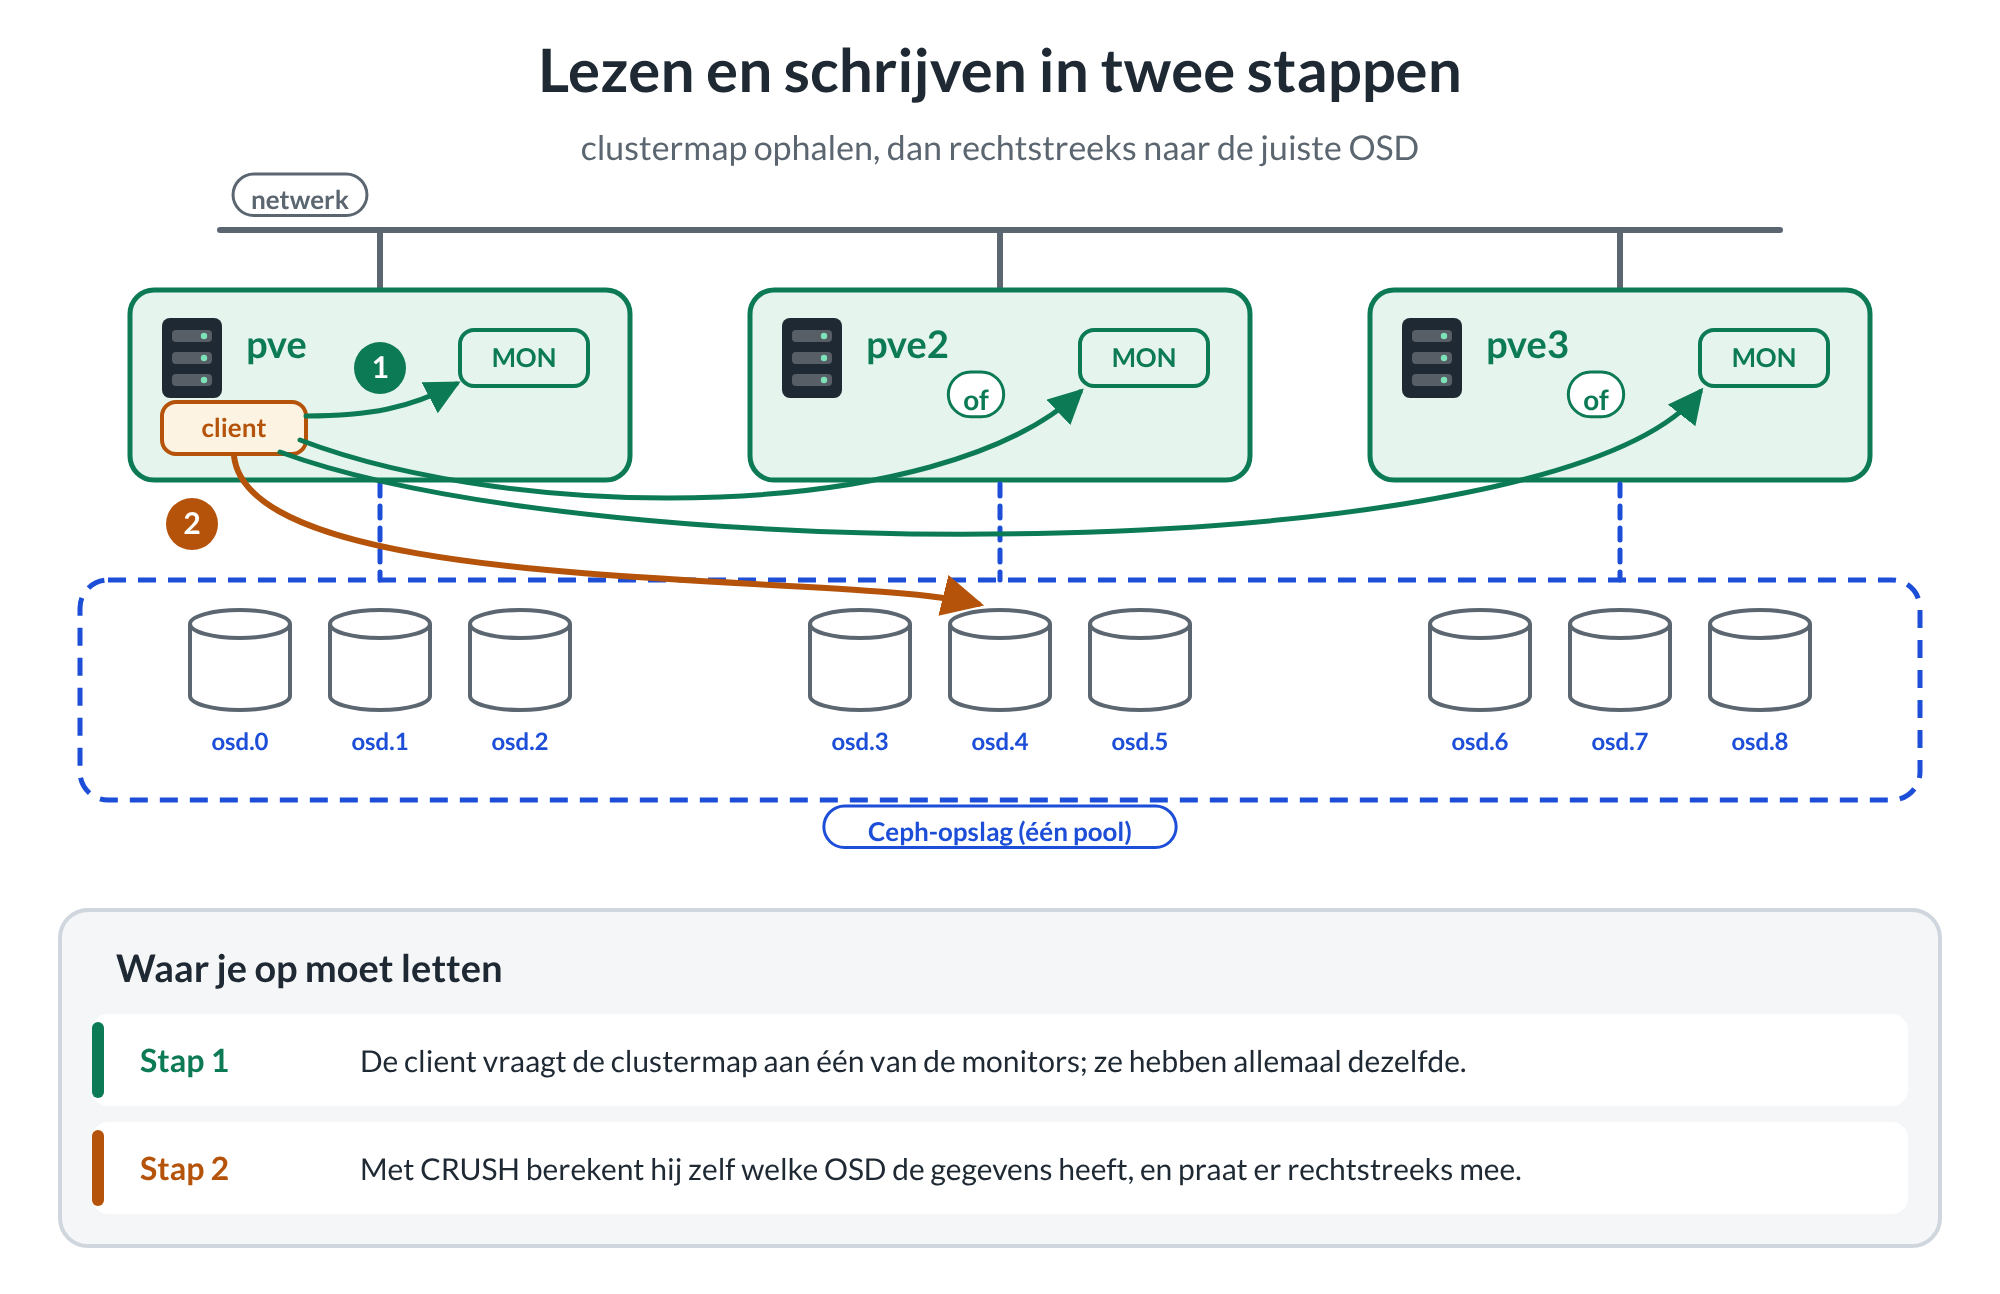 Lezen en schrijven in twee stappen
clustermap ophalen, dan rechtstreeks naar de juiste OSD
netwerk
pve
1
MON
client
pve2
MON
of
pve3
MON
of
2
osd.0
osd.1
osd.2
osd.3
osd.4
osd.5
osd.6
osd.7
osd.8
Ceph-opslag (één pool)
Waar je op moet letten
Stap 1
De client vraagt de clustermap aan één van de monitors; ze hebben allemaal dezelfde.
Stap 2
Met CRUSH berekent hij zelf welke OSD de gegevens heeft, en praat er rechtstreeks mee.